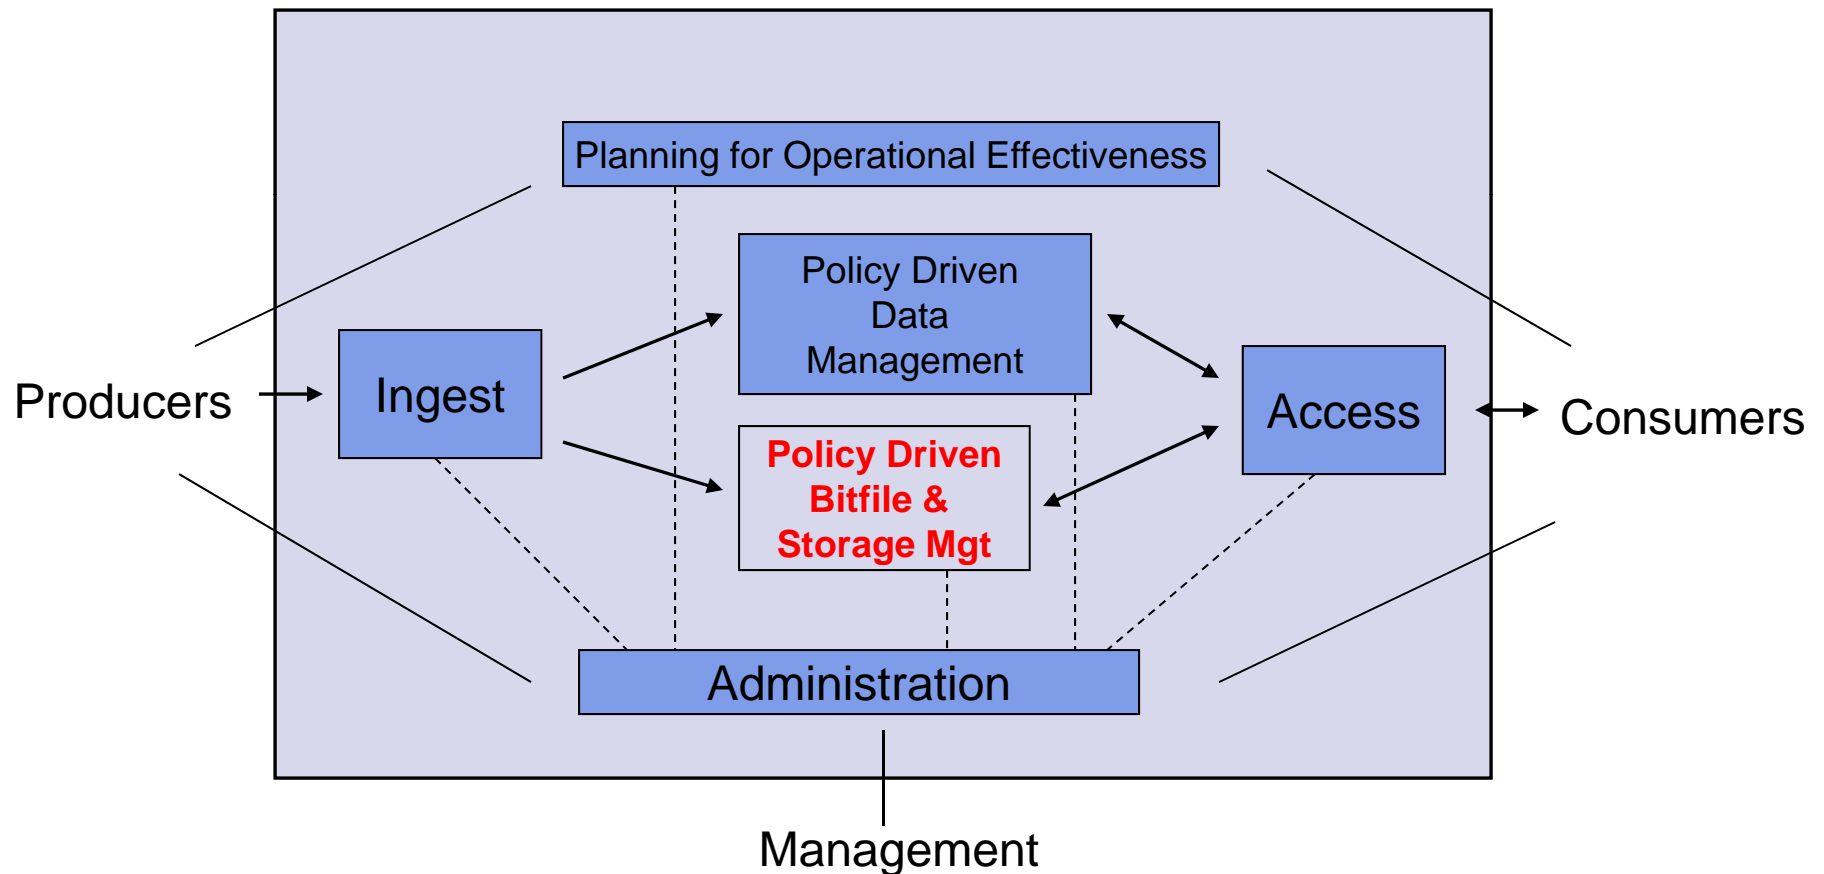 Planning for Operational Effectiveness
Policy Driven
Data
Management
Producers
Ingest
Access
Consumers
Policy Driven
Bitfile &
Storage Mgt
Administration
Management